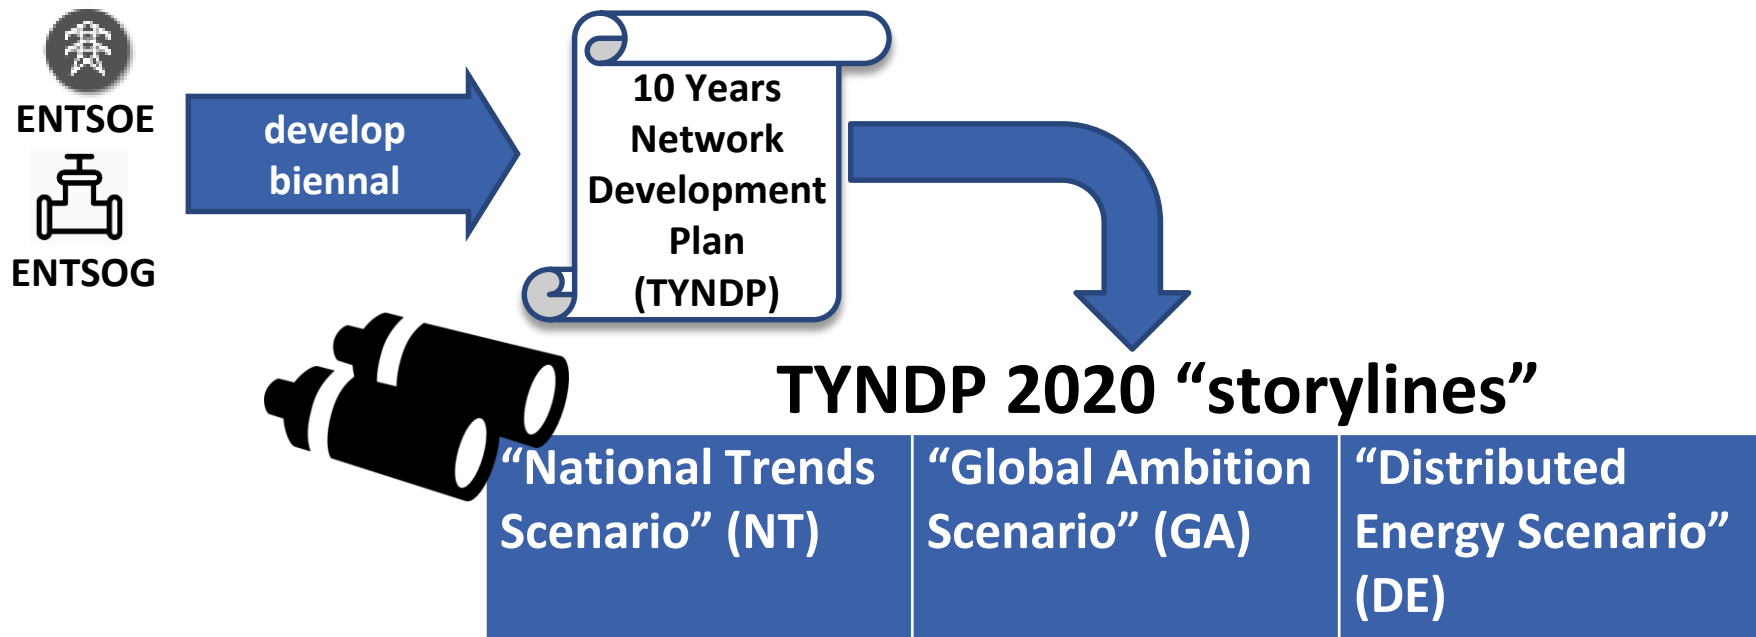 ENTSOE
ENTSOG
develop
biennal
10 Years
Network
Development
Plan
(TYNDP)
TYNDP 2020 “storylines”
“National Trends
Scenario” (NT)
“Global Ambition
Scenario” (GA)
“Distributed
Energy Scenario”
(DE)